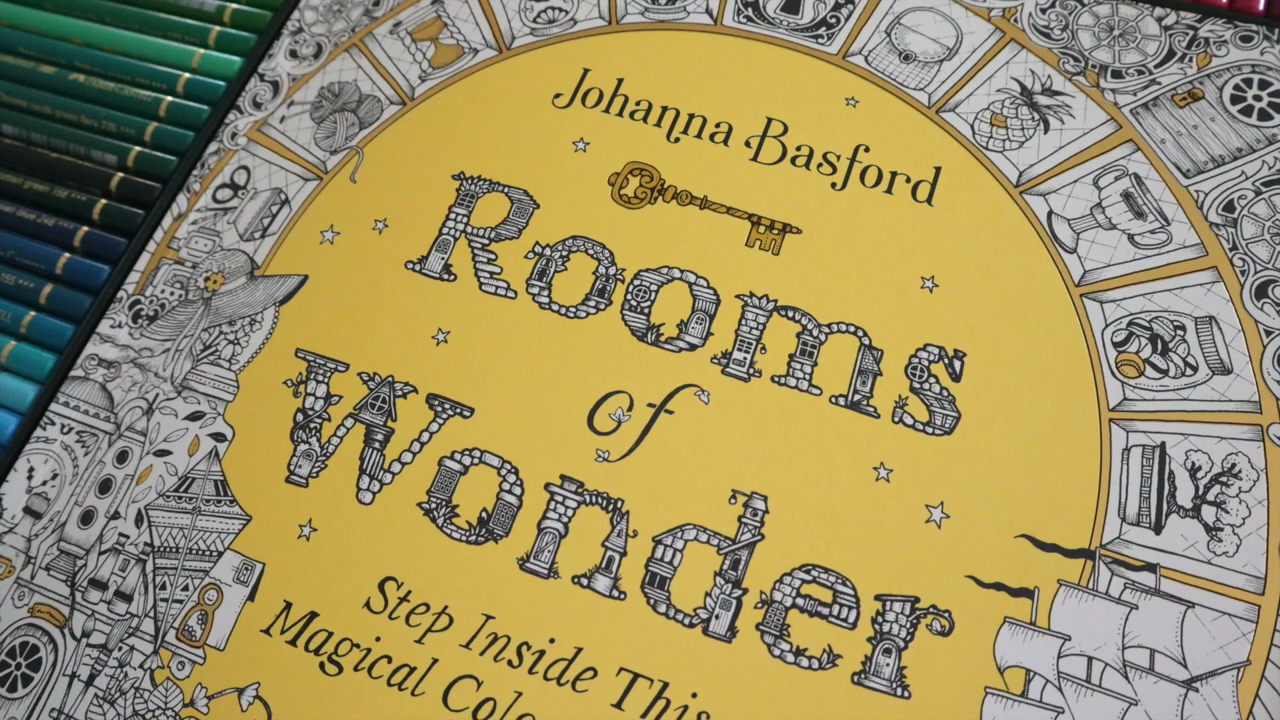 Johanna Basford
Rooms
of
Wonder
Step Inside This
Magical